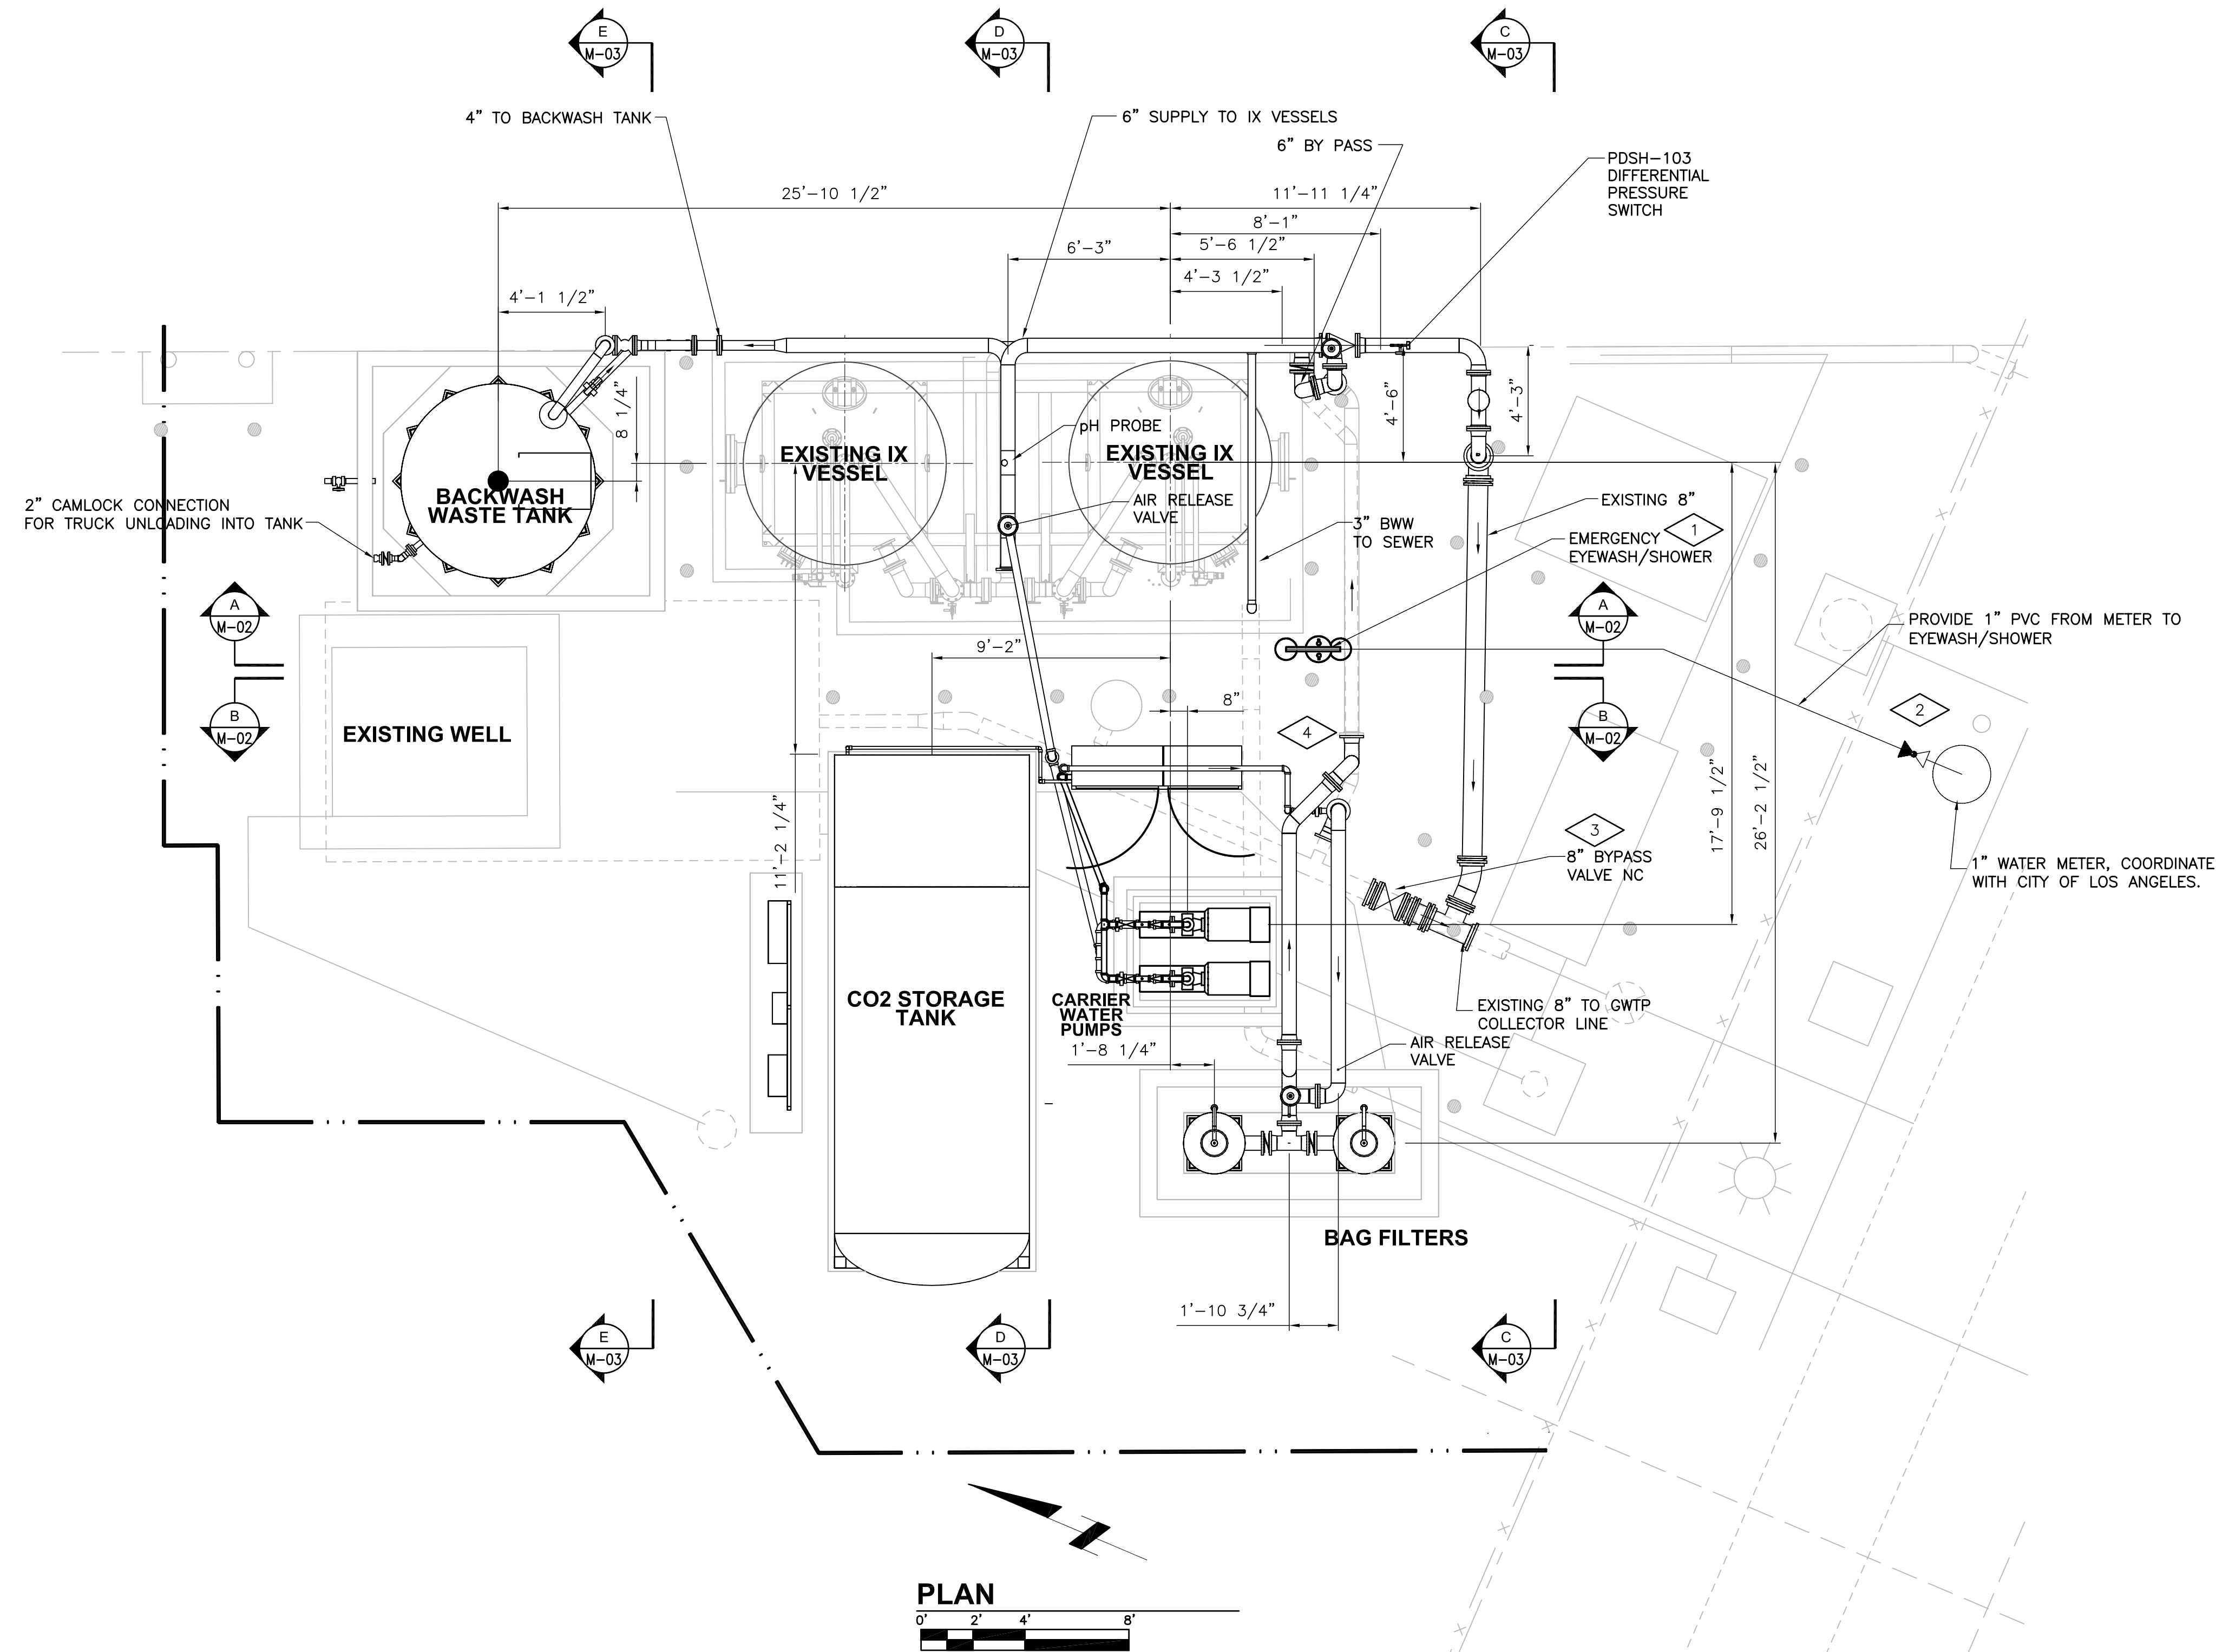 E
M-03
D
M-03
C
M-03
4" TO BACKWASH TANK
6" SUPPLY TO IX VESSELS
6" BY PASS
PDSH-103
DIFFERENTIAL
PRESSURE
SWITCH
25'-10 1/2"
11'-11 1/4"
8'-1"
6'-3"
5'-6 1/2"
4'-3 1/2"
4'-1 1/2"
8 1/4"
4'-6"
4'-3"
pH PROBE
EXISTING IX
VESSEL
EXISTING IX
VESSEL
BACKWASH
WASTE TANK
2" CAMLOCK CONNECTION
FOR TRUCK UNLOADING INTO TANK
AIR RELEASE
VALVE
3" BWW
TO SEWER
EXISTING 8"
1
EMERGENCY
EYEWASH/SHOWER
A
M-02
A
M-02
PROVIDE 1" PVC FROM METER TO
EYEWASH/SHOWER
9'-2"
8"
2
B
M-02
EXISTING WELL
4
B
M-02
11'-2 1/4"
17'-9 1/2"
26'-2 1/2"
3
8" BYPASS
VALVE NC
1" WATER METER, COORDINATE
WITH CITY OF LOS ANGELES.
CO2 STORAGE
TANK
CARRIER
WATER
PUMPS
EXISTING 8" TO GWTP
COLLECTOR LINE
1'-8 1/4"
AIR RELEASE
VALVE
BAG FILTERS
1'-10 3/4"
E
M-03
D
M-03
C
M-03
PLAN
0' 2' 4' 8'